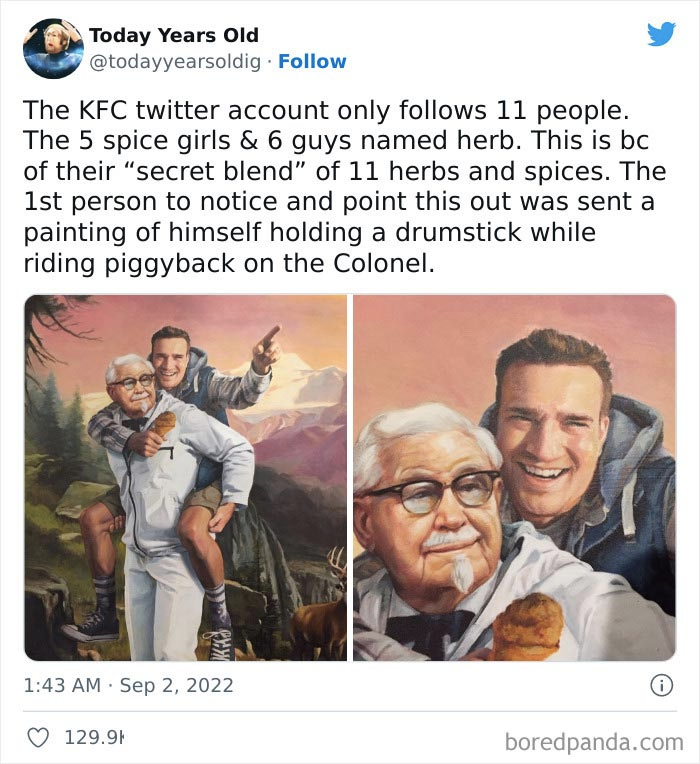 Today Years Old
@todayyearsoldig · Follow
The KFC twitter account only follows 11 people.
The 5 spice girls & 6 guys named herb. This is bc
of their “secret blend” of 11 herbs and spices. The
1st person to notice and point this out was sent a
painting of himself holding a drumstick while
riding piggyback on the Colonel.
1:43 AM · Sep 2, 2022
129.9K
boredpanda.com